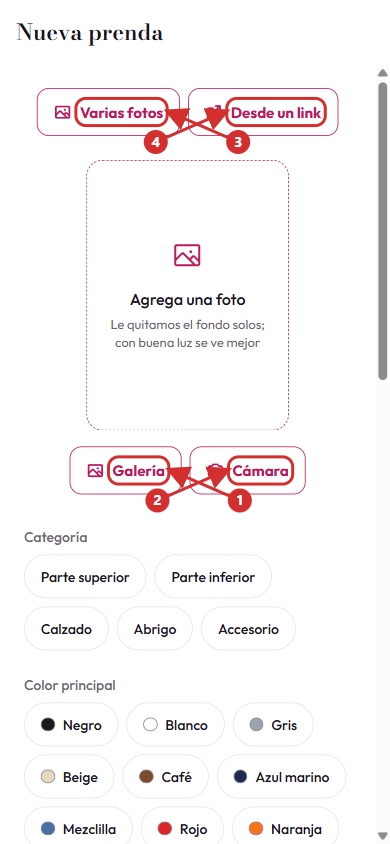 Nueva prenda
Varias fotos Desde un link
4 3
Agrega una foto
Le quitamos el fondo solos;
con buena luz se ve mejor
Galería Cámara
2 1
Categoría
Parte superior Parte inferior
Calzado Abrigo Accesorio
Color principal
Negro Blanco Gris
Beige Café Azul marino
Mezclilla Rojo Naranja